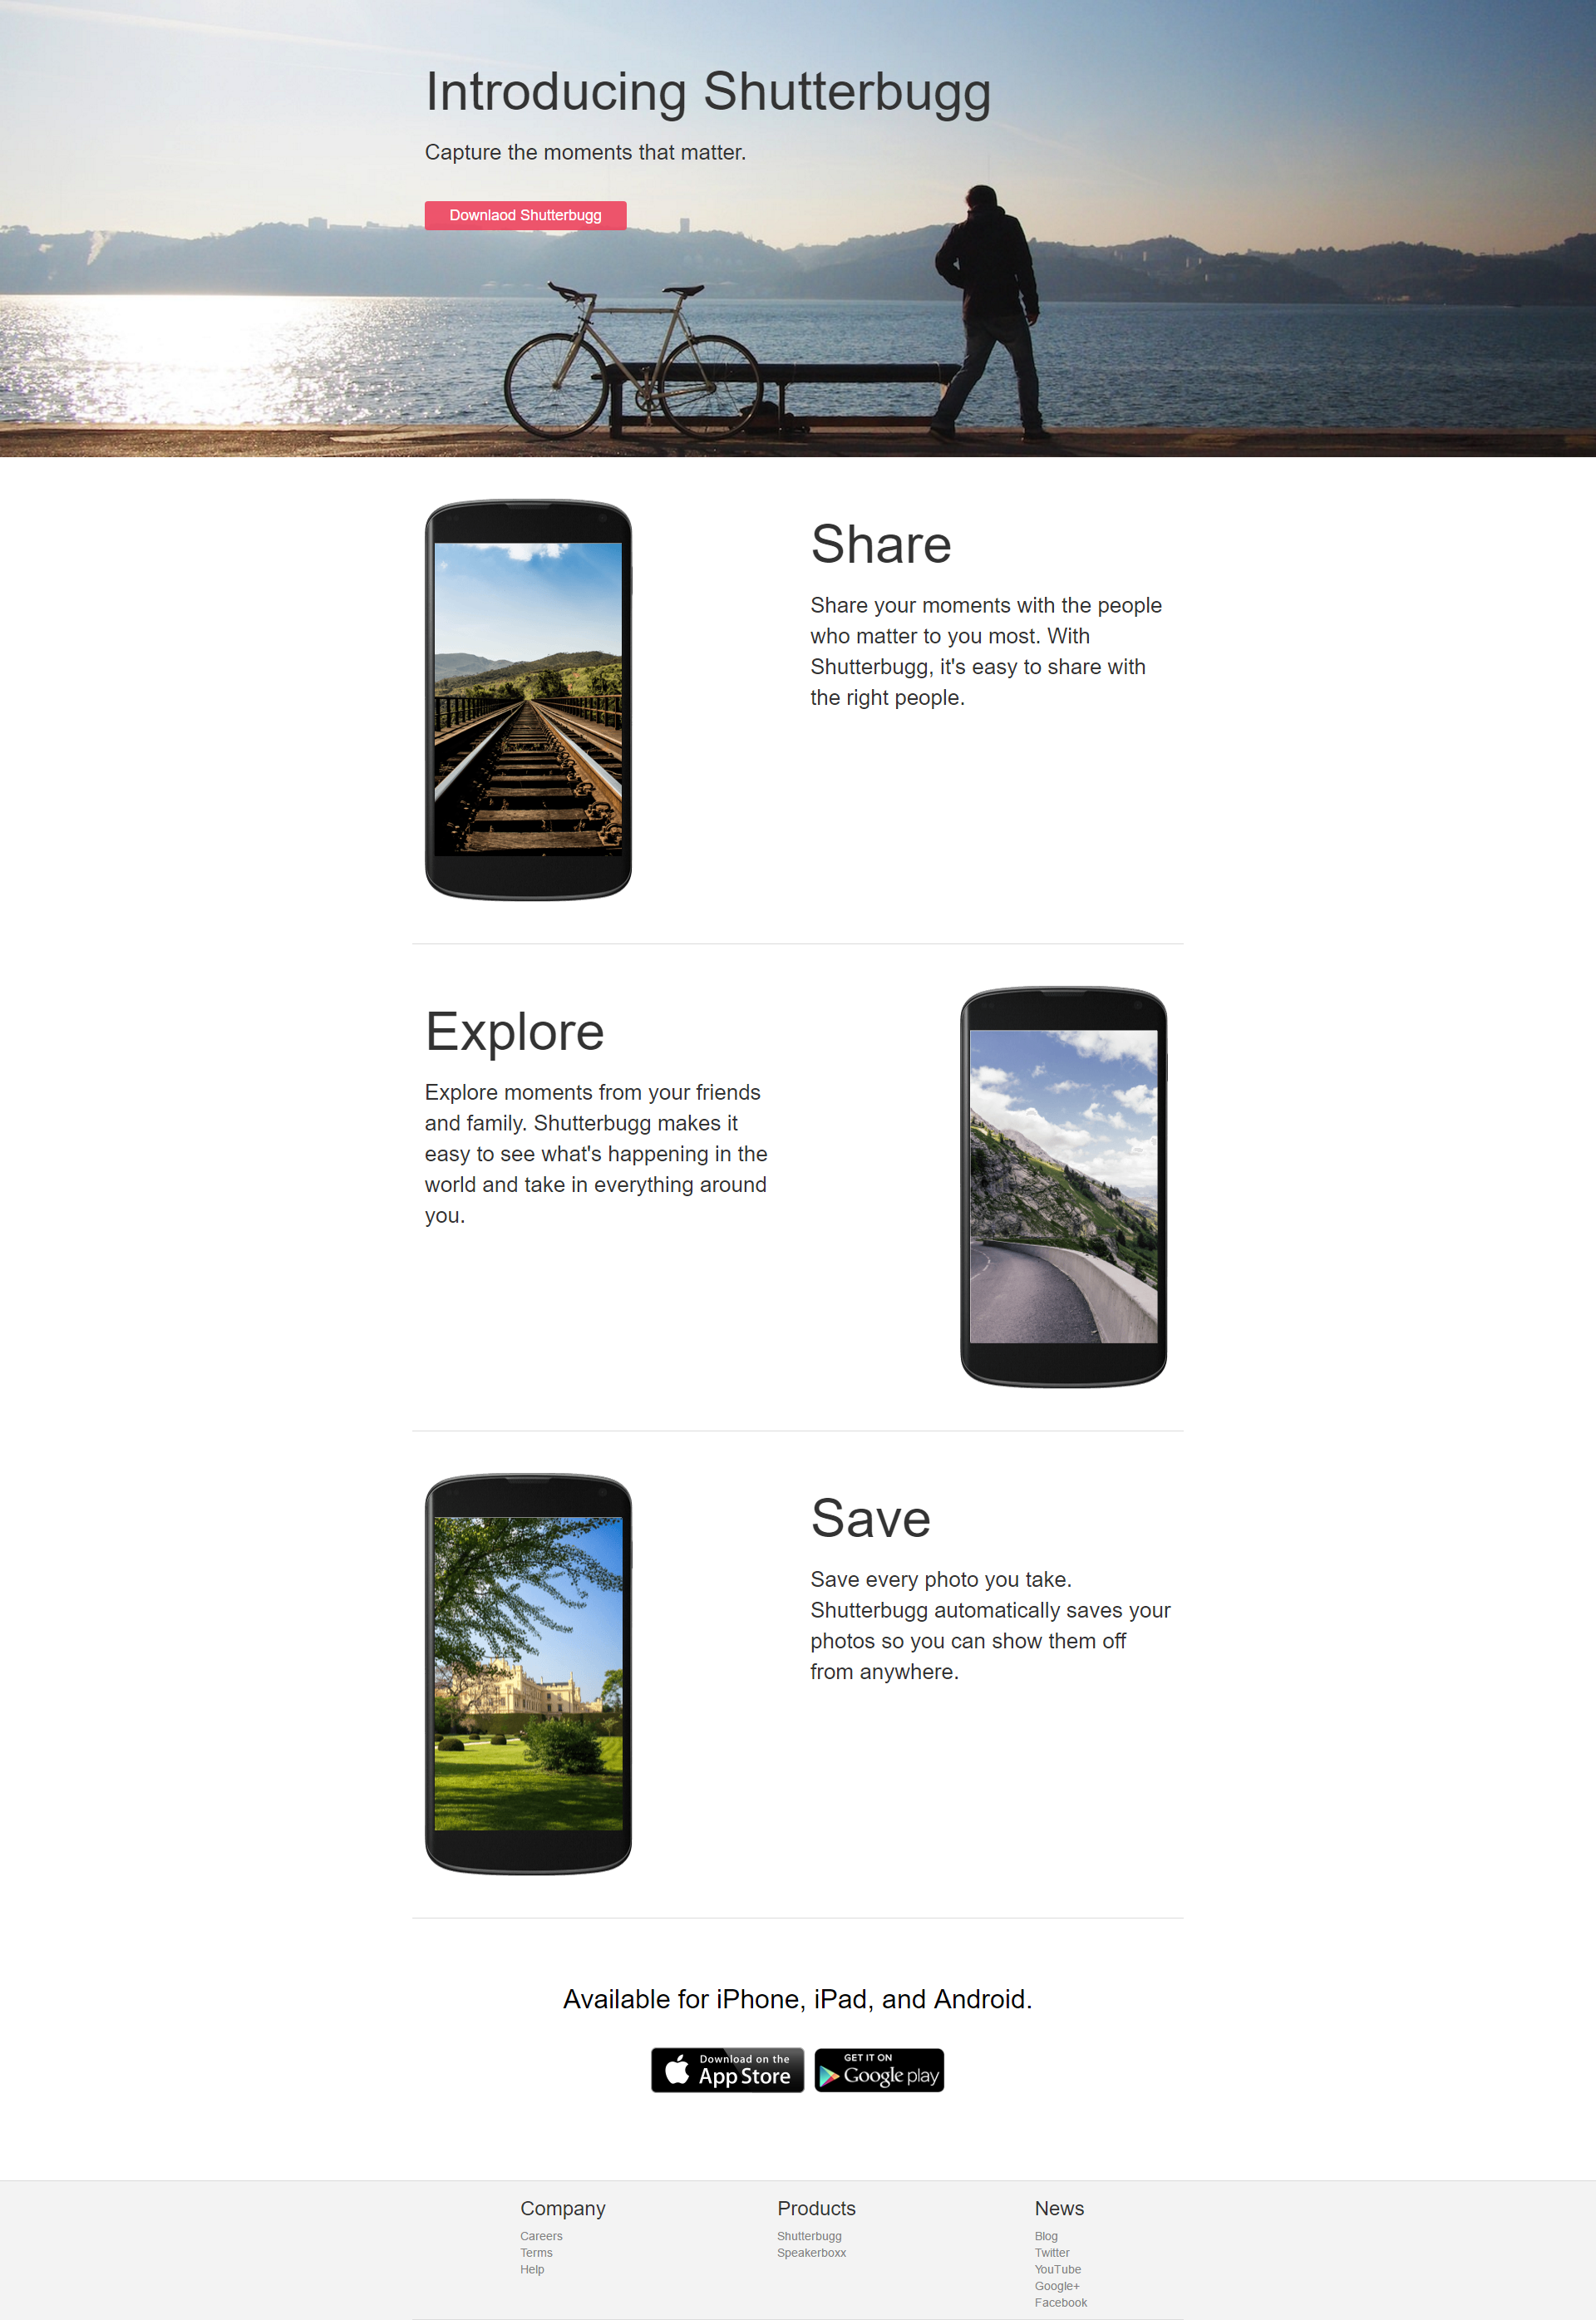 Introducing Shutterbugg
Capture the moments that matter.
Downlaod Shutterbugg
Share
Share your moments with the people
who matter to you most. With
Shutterbugg, it's easy to share with
the right people.
Explore
Explore moments from your friends
and family. Shutterbugg makes it
easy to see what's happening in the
world and take in everything around
you.
Save
Save every photo you take.
Shutterbugg automatically saves your
photos so you can show them off
from anywhere.
Available for iPhone, iPad, and Android.
Download on the
App Store
GET IT ON
Google play
Company
Careers
Terms
Help
Products
Shutterbugg
Speakerboxx
News
Blog
Twitter
YouTube
Google+
Facebook